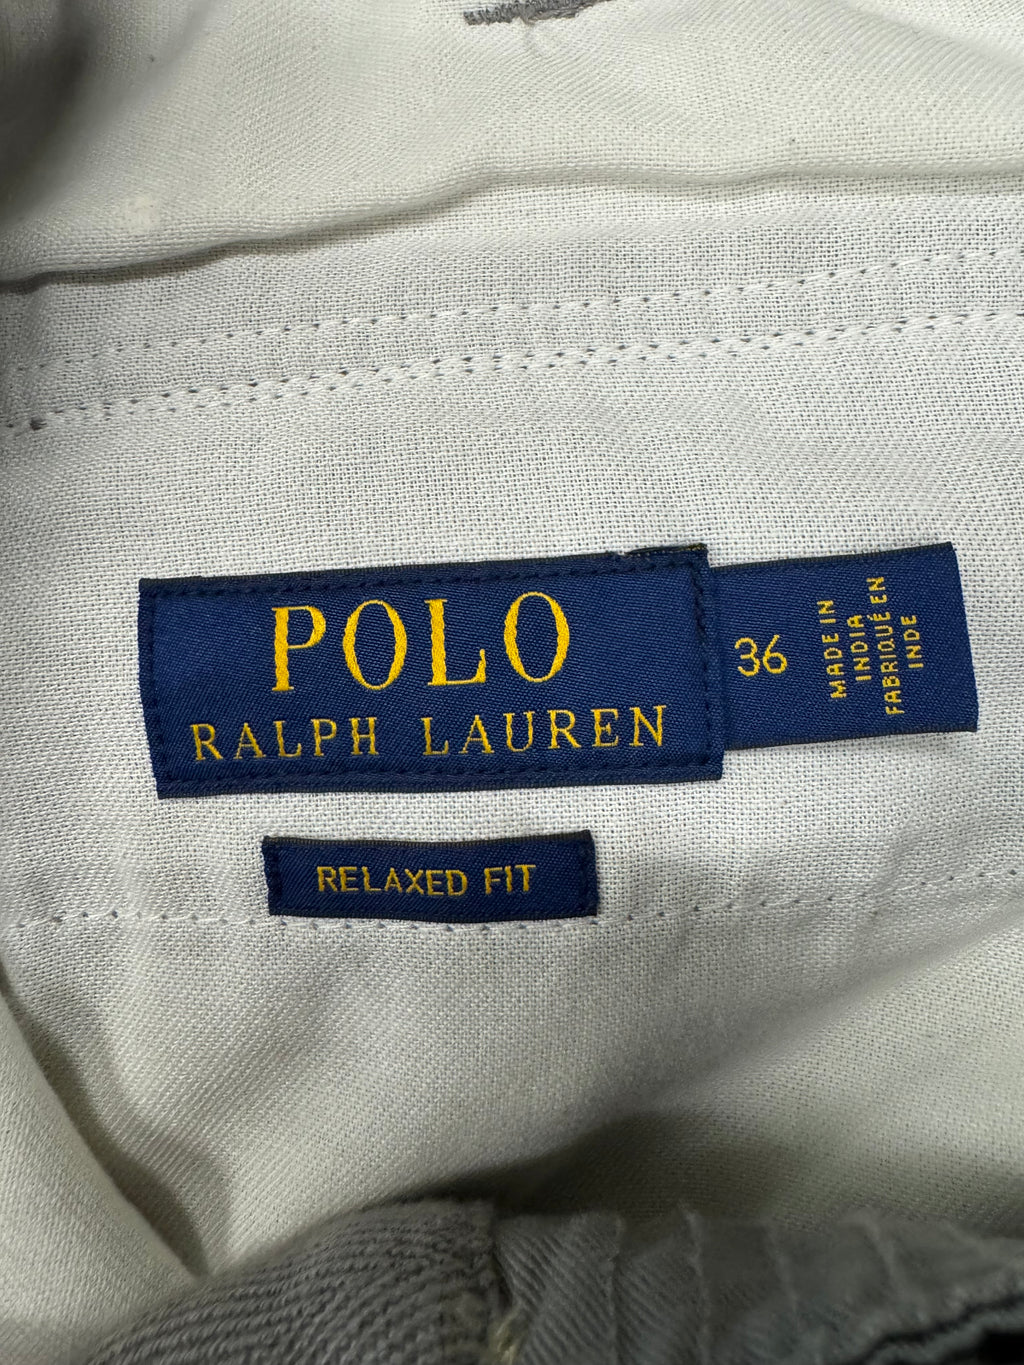 POLO
RALPH LAUREN
36
MADE IN
INDIA
FABRIQUÉ EN
INDE
RELAXED FIT